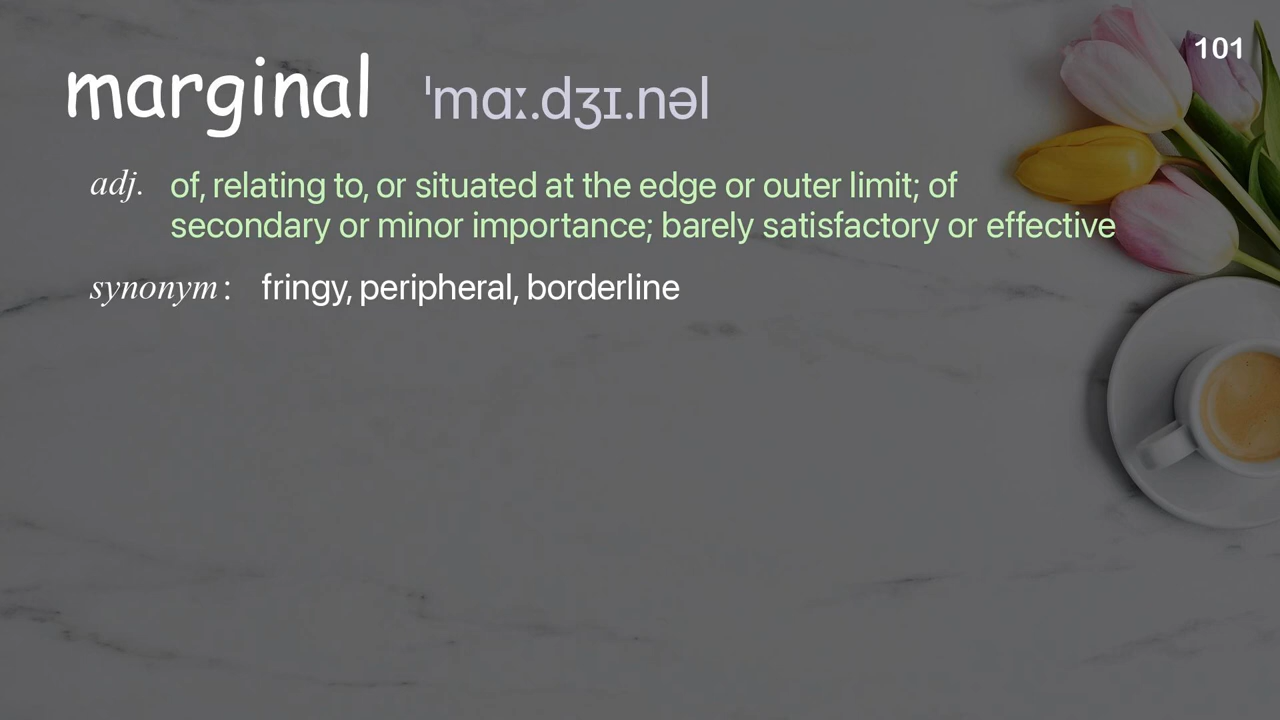 101
marginal ˈmɑː.dʒɪ.nəl
adj. of, relating to, or situated at the edge or outer limit; of
secondary or minor importance; barely satisfactory or effective
synonym : fringy, peripheral, borderline